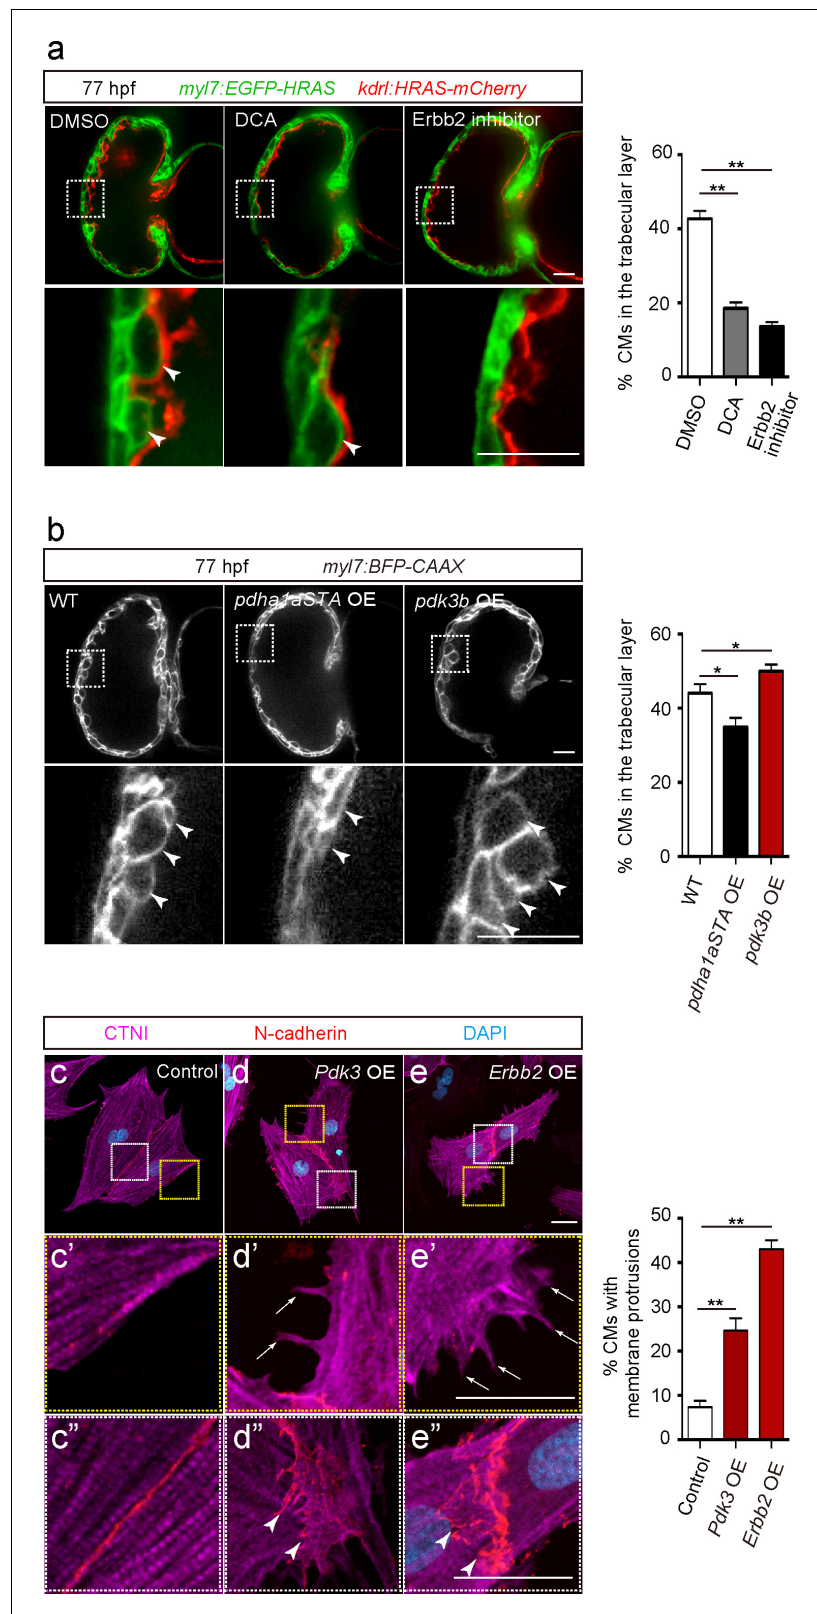 a
77 hpf myl7:EGFP-HRAS kdrl:HRAS-mCherry
DMSO DCA Erbb2 inhibitor
% CMs in the trabecular layer
60
40
20
0
**
**
DMSO
DCA
Erbb2 inhibitor
b
77 hpf myl7:BFP-CAAX
WT pdha1aSTA OE pdk3b OE
% CMs in the trabecular layer
60
40
20
0
*
*
WT
pdha1aSTA OE
pdk3b OE
CTNI N-cadherin DAPI
c Control d Pdk3 OE e Erbb2 OE
c' d' e'
c" d" e"
% CMs with
membrane protrusions
50
40
30
20
10
0
**
**
Control
Pdk3 OE
Erbb2 OE